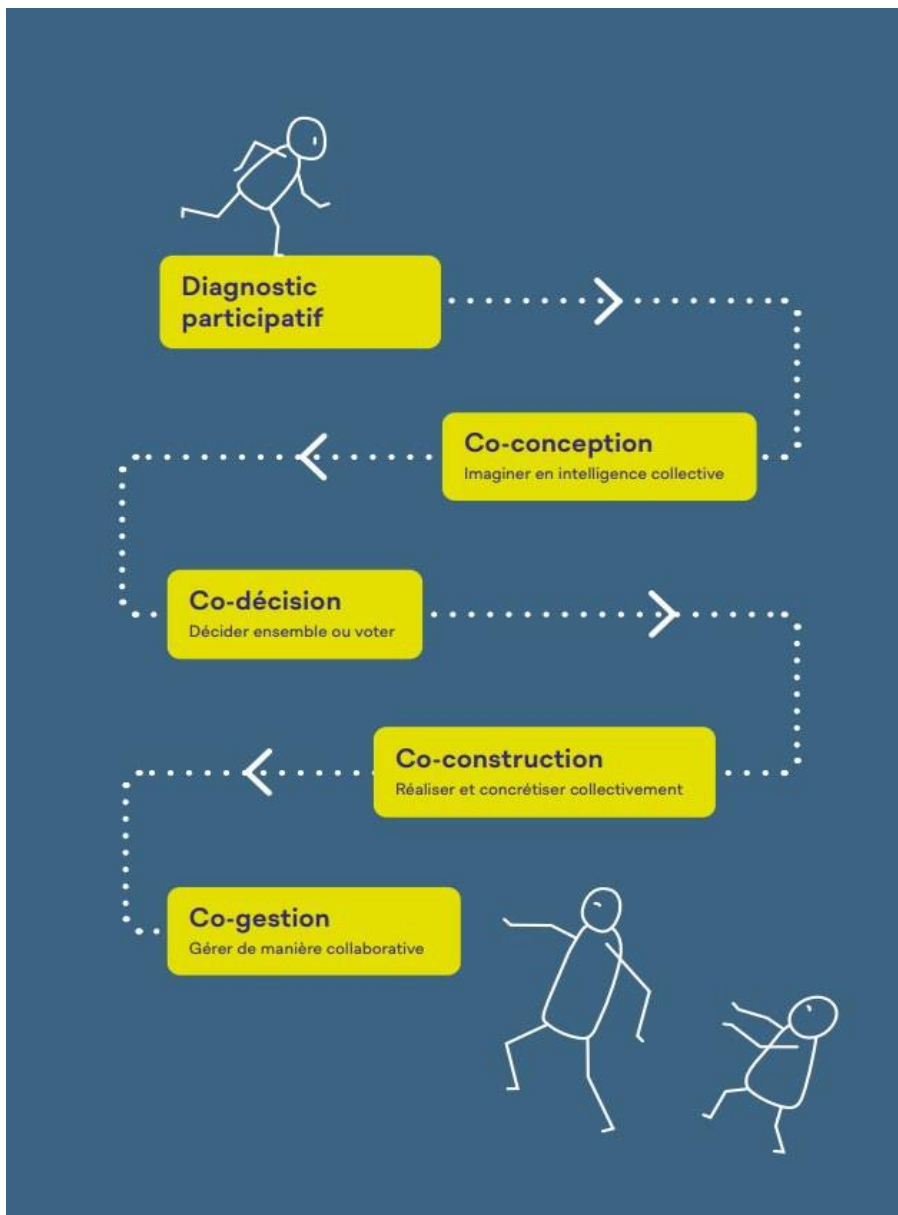 Diagnostic
participatif
Co-conception
Imaginer en intelligence collective
Co-décision
Décider ensemble ou voter
Co-construction
Réaliser et concrétiser collectivement
Co-gestion
Gérer de manière collaborative